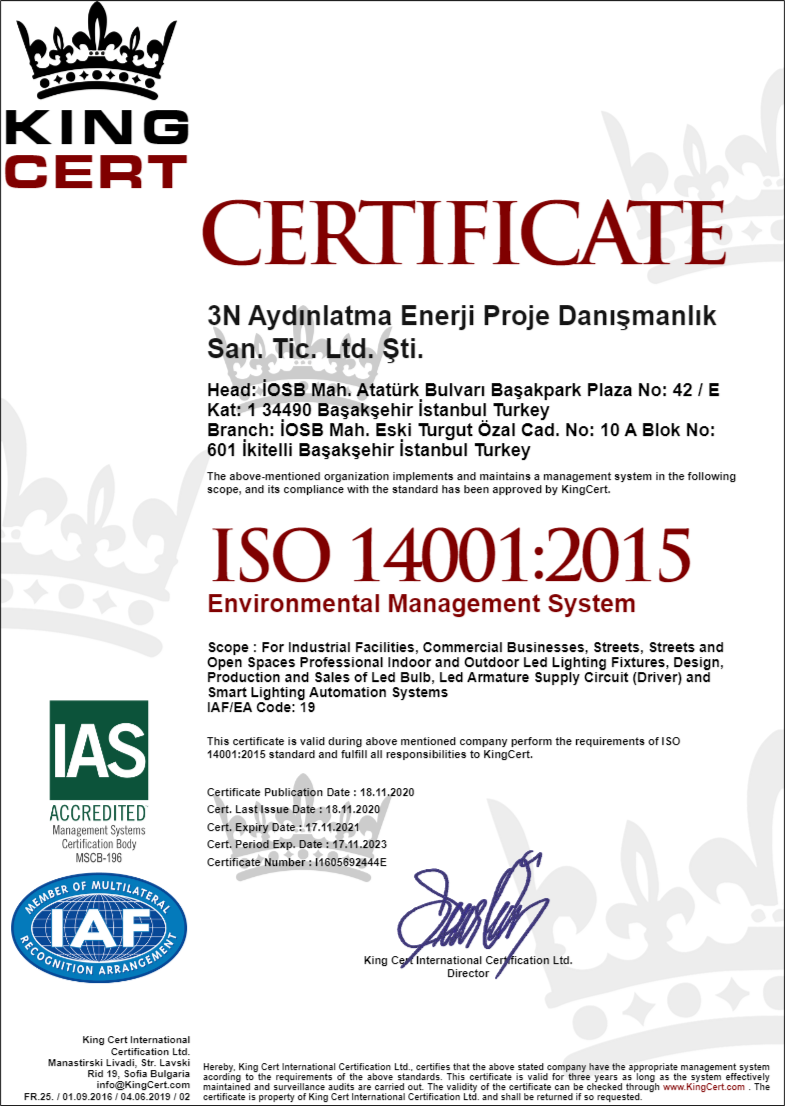 KING
CERT
CERTIFICATE
3N Aydınlatma Enerji Proje Danışmanlık
San. Tic. Ltd. Şti.
Head: İOSB Mah. Atatürk Bulvarı Başakpark Plaza No: 42 / E
Kat: 1 34490 Başakşehir İstanbul Turkey
Branch: İOSB Mah. Eski Turgut Özal Cad. No: 10 A Blok No:
601 İkitelli Başakşehir İstanbul Turkey
The above-mentioned organization implements and maintains a management system in the following
scope, and its compliance with the standard has been approved by KingCert.
ISO 14001:2015
Environmental Management System
Scope : For Industrial Facilities, Commercial Businesses, Streets, Streets and
Open Spaces Professional Indoor and Outdoor Led Lighting Fixtures, Design,
Production and Sales of Led Bulb, Led Armature Supply Circuit (Driver) and
Smart Lighting Automation Systems
IAF/EA Code: 19
This certificate is valid during above mentioned company perform the requirements of ISO
14001:2015 standard and fulfill all responsibilities to KingCert.
Certificate Publication Date : 18.11.2020
Cert. Last Issue Date : 18.11.2020
Cert. Expiry Date : 17.11.2021
Cert. Period Exp. Date : 17.11.2023
Certificate Number : I1605692444E
IAS
ACCREDITED
Management Systems
Certification Body
MSCB-196
MEMBER OF MULTILATERAL
IAF
RECOGNITION ARRANGEMENT
King Cert International Certification Ltd.
Director
King Cert International
Certification Ltd.
Manastirski Livadi, Str. Lavski
Rid 19, Sofia Bulgaria
info@KingCert.com
FR.25. / 01.09.2016 / 04.06.2019 / 02
Hereby, King Cert International Certification Ltd., certifies that the above stated company have the appropriate management system
acording to the requirements of the above standards. This certificate is valid for three years as long as the system effectively
maintained and surveillance audits are carried out. The validity of the certificate can be checked through www.KingCert.com . The
certificate is property of King Cert International Certification Ltd. and shall be returned if so requested.